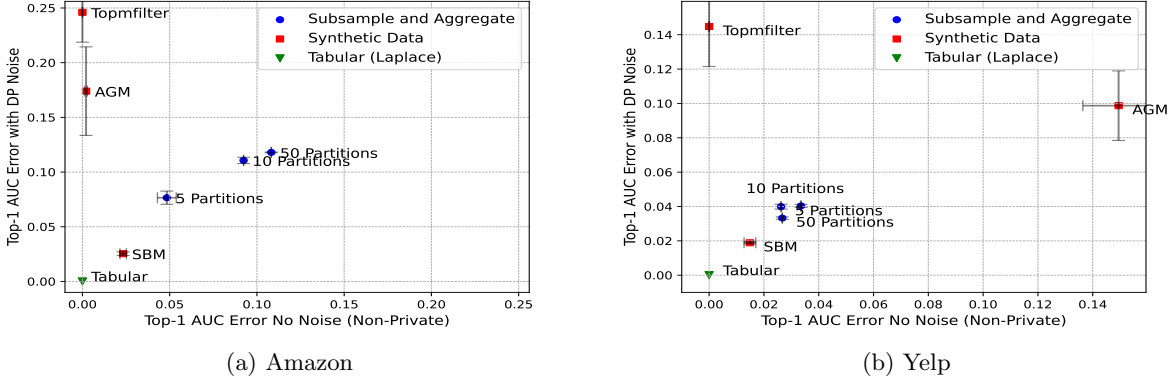 Top-1 AUC Error with DP Noise
0.25
0.20
0.15
0.10
0.05
0.00
Topmfilter
AGM
50 Partitions
10 Partitions
5 Partitions
SBM
Tabular
Subsample and Aggregate
Synthetic Data
Tabular (Laplace)
0.00 0.05 0.10 0.15 0.20 0.25
Top-1 AUC Error No Noise (Non-Private)
(a) Amazon
Top-1 AUC Error with DP Noise
0.14
0.12
0.10
0.08
0.06
0.04
0.02
0.00
Topmfilter
Subsample and Aggregate
Synthetic Data
Tabular (Laplace)
AGM
10 Partitions
5 Partitions
50 Partitions
SBM
Tabular
0.00 0.02 0.04 0.06 0.08 0.10 0.12 0.14
Top-1 AUC Error No Noise (Non-Private)
(b) Yelp